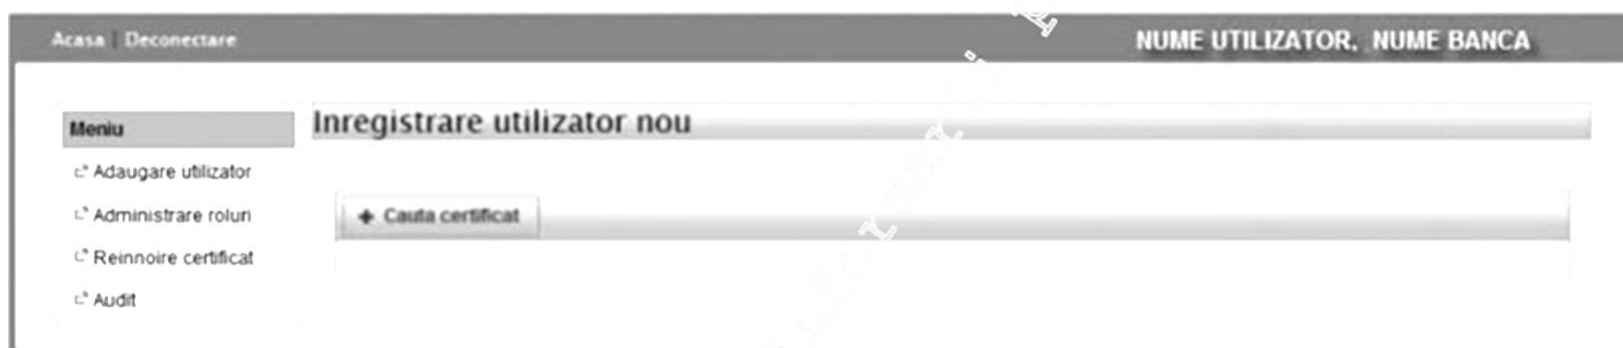 Acasa | Deconectare
NUME UTILIZATOR, NUME BANCA
Meniu
Inregistrare utilizator nou
Adaugare utilizator
Administrare roluri
Reinnoire certificat
Audit
+ Cauta certificat